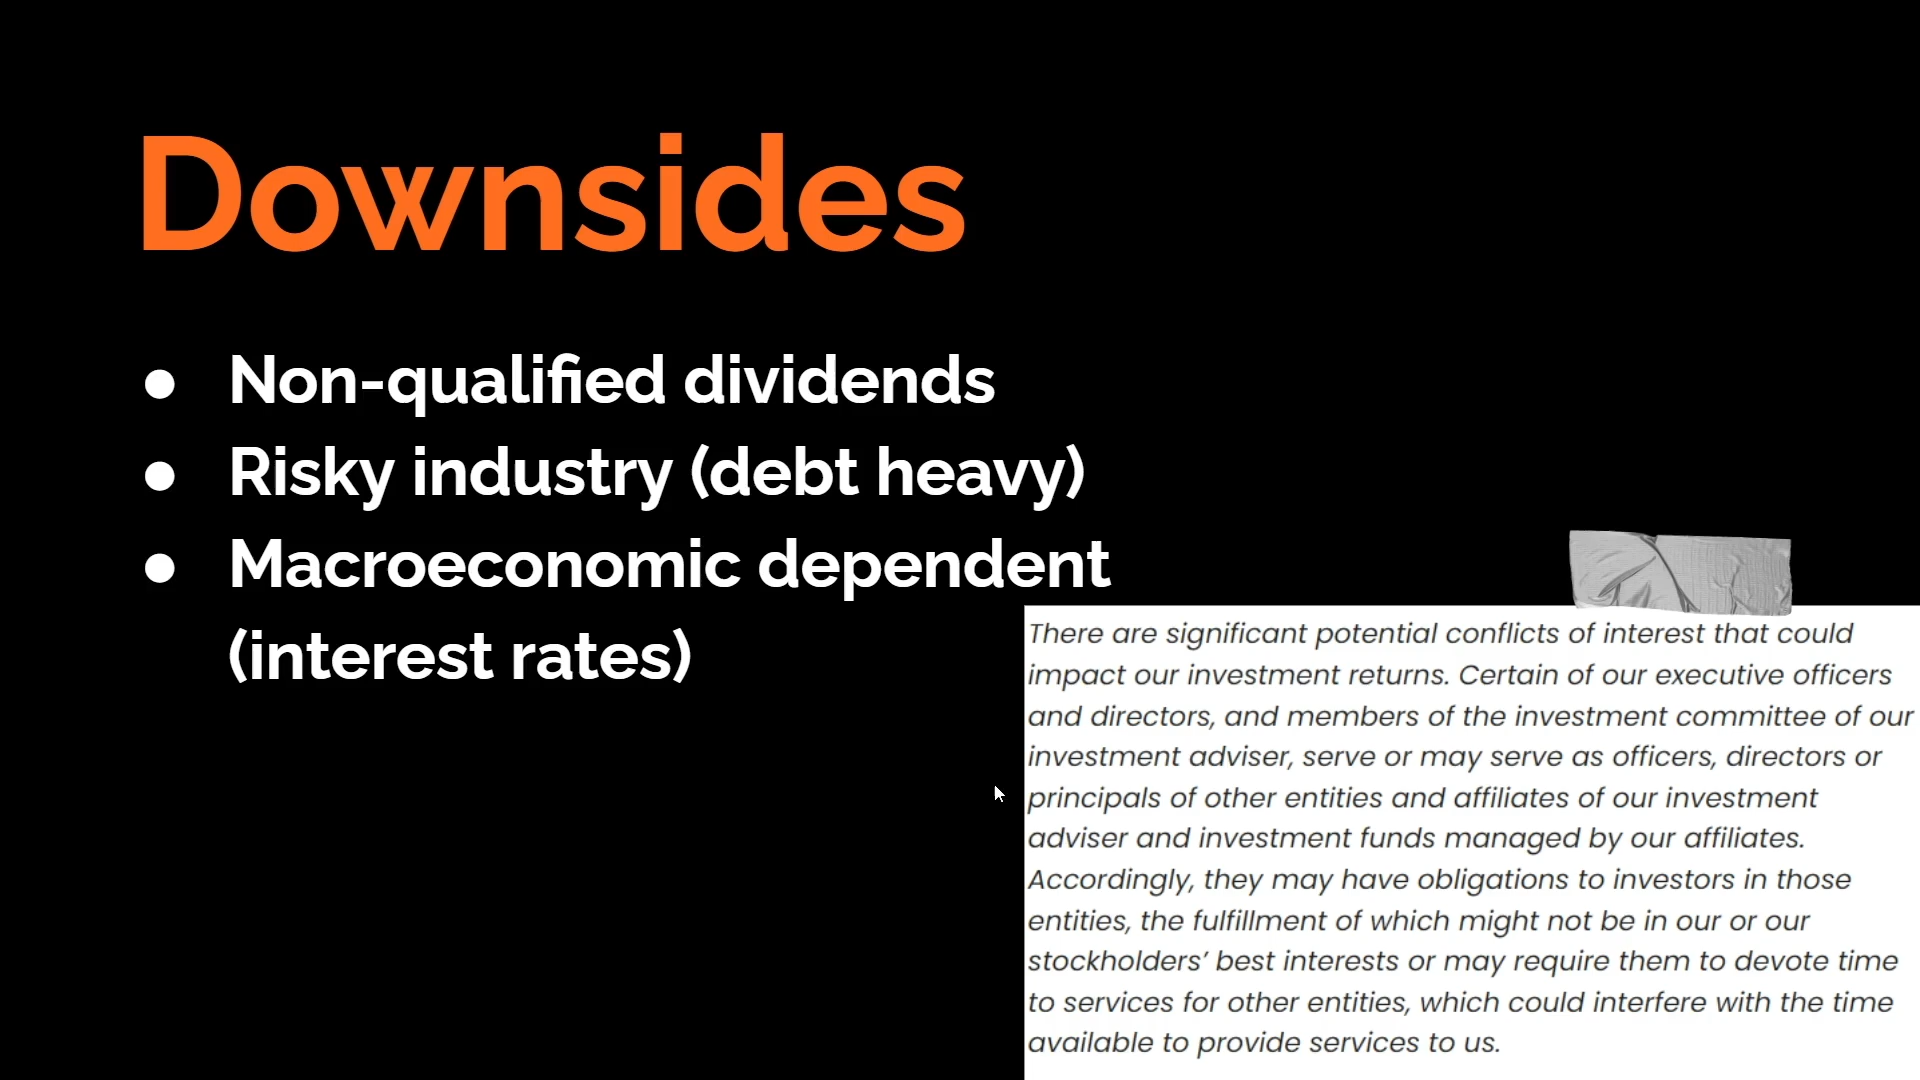 Downsides
● Non-qualified dividends
● Risky industry (debt heavy)
● Macroeconomic dependent
(interest rates)
There are significant potential conflicts of interest that could
impact our investment returns. Certain of our executive officers
and directors, and members of the investment committee of our
investment adviser, serve or may serve as officers, directors or
principals of other entities and affiliates of our investment
adviser and investment funds managed by our affiliates.
Accordingly, they may have obligations to investors in those
entities, the fulfillment of which might not be in our or our
stockholders’ best interests or may require them to devote time
to services for other entities, which could interfere with the time
available to provide services to us.